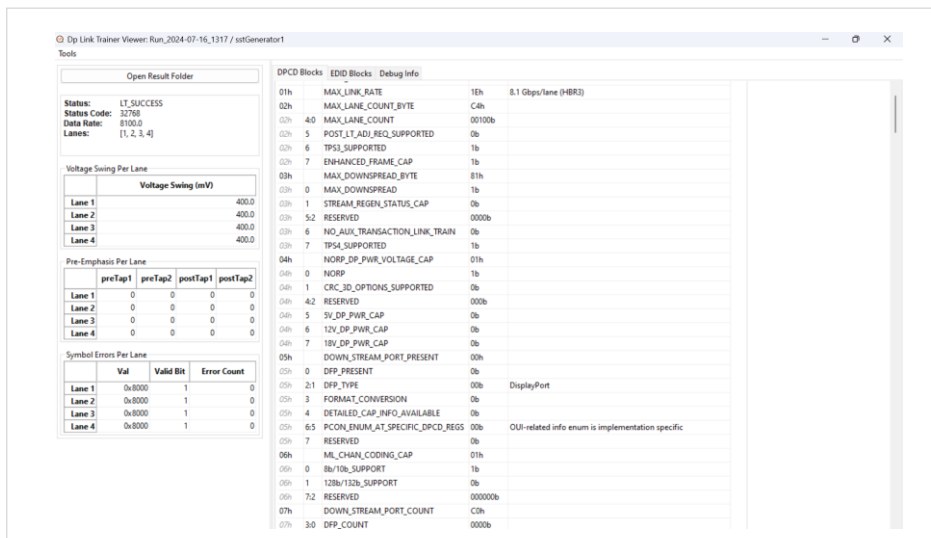 Dp Link Trainer Viewer: Run_2024-07-16_1317 / sstGenerator1
Tools
Open Result Folder
Status: LT_SUCCESS
Status Code: 32768
Data Rate: 8100.0
Lanes: [1, 2, 3, 4]
Voltage Swing Per Lane
Voltage Swing (mV)
Lane 1 400.0
Lane 2 400.0
Lane 3 400.0
Lane 4 400.0
Pre-Emphasis Per Lane
preTap1 preTap2 postTap1 postTap2
Lane 1 0 0 0 0
Lane 2 0 0 0 0
Lane 3 0 0 0 0
Lane 4 0 0 0 0
Symbol Errors Per Lane
Val Valid Bit Error Count
Lane 1 0x8000 1 0
Lane 2 0x8000 1 0
Lane 3 0x8000 1 0
Lane 4 0x8000 1 0
DPCD Blocks EDID Blocks Debug Info
01h MAX_LINK_RATE 1Eh 8.1 Gbps/lane (HBR3)
02h MAX_LANE_COUNT_BYTE C4h
02h 4:0 MAX_LANE_COUNT 00100b
02h 5 POST_LT_ADJ_REQ_SUPPORTED 0b
02h 6 TPS3_SUPPORTED 1b
02h 7 ENHANCED_FRAME_CAP 1b
03h MAX_DOWNSPREAD_BYTE 81h
03h 0 MAX_DOWNSPREAD 1b
03h 1 STREAM_REGEN_STATUS_CAP 0b
03h 5:2 RESERVED 0000b
03h 6 NO_AUX_TRANSACTION_LINK_TRAIN 0b
03h 7 TPS4_SUPPORTED 1b
04h NORP_DP_PWR_VOLTAGE_CAP 01h
04h 0 NORP 1b
04h 1 CRC_3D_OPTIONS_SUPPORTED 0b
04h 4:2 RESERVED 000b
04h 5 5V_DP_PWR_CAP 0b
04h 6 12V_DP_PWR_CAP 0b
04h 7 18V_DP_PWR_CAP 0b
05h DOWN_STREAM_PORT_PRESENT 00h
05h 0 DFP_PRESENT 0b
05h 2:1 DFP_TYPE 00b DisplayPort
05h 3 FORMAT_CONVERSION 0b
05h 4 DETAILED_CAP_INFO_AVAILABLE 0b
05h 6:5 PCON_ENUM_AT_SPECIFIC_DPCD_REGS 00b OUI-related info enum is implementation specific
05h 7 RESERVED 0b
06h ML_CHAN_CODING_CAP 01h
06h 0 8b/10b_SUPPORT 1b
06h 1 128b/132b_SUPPORT 0b
06h 7:2 RESERVED 000000b
07h DOWN_STREAM_PORT_COUNT C0h
07h 3:0 DFP_COUNT 0000b